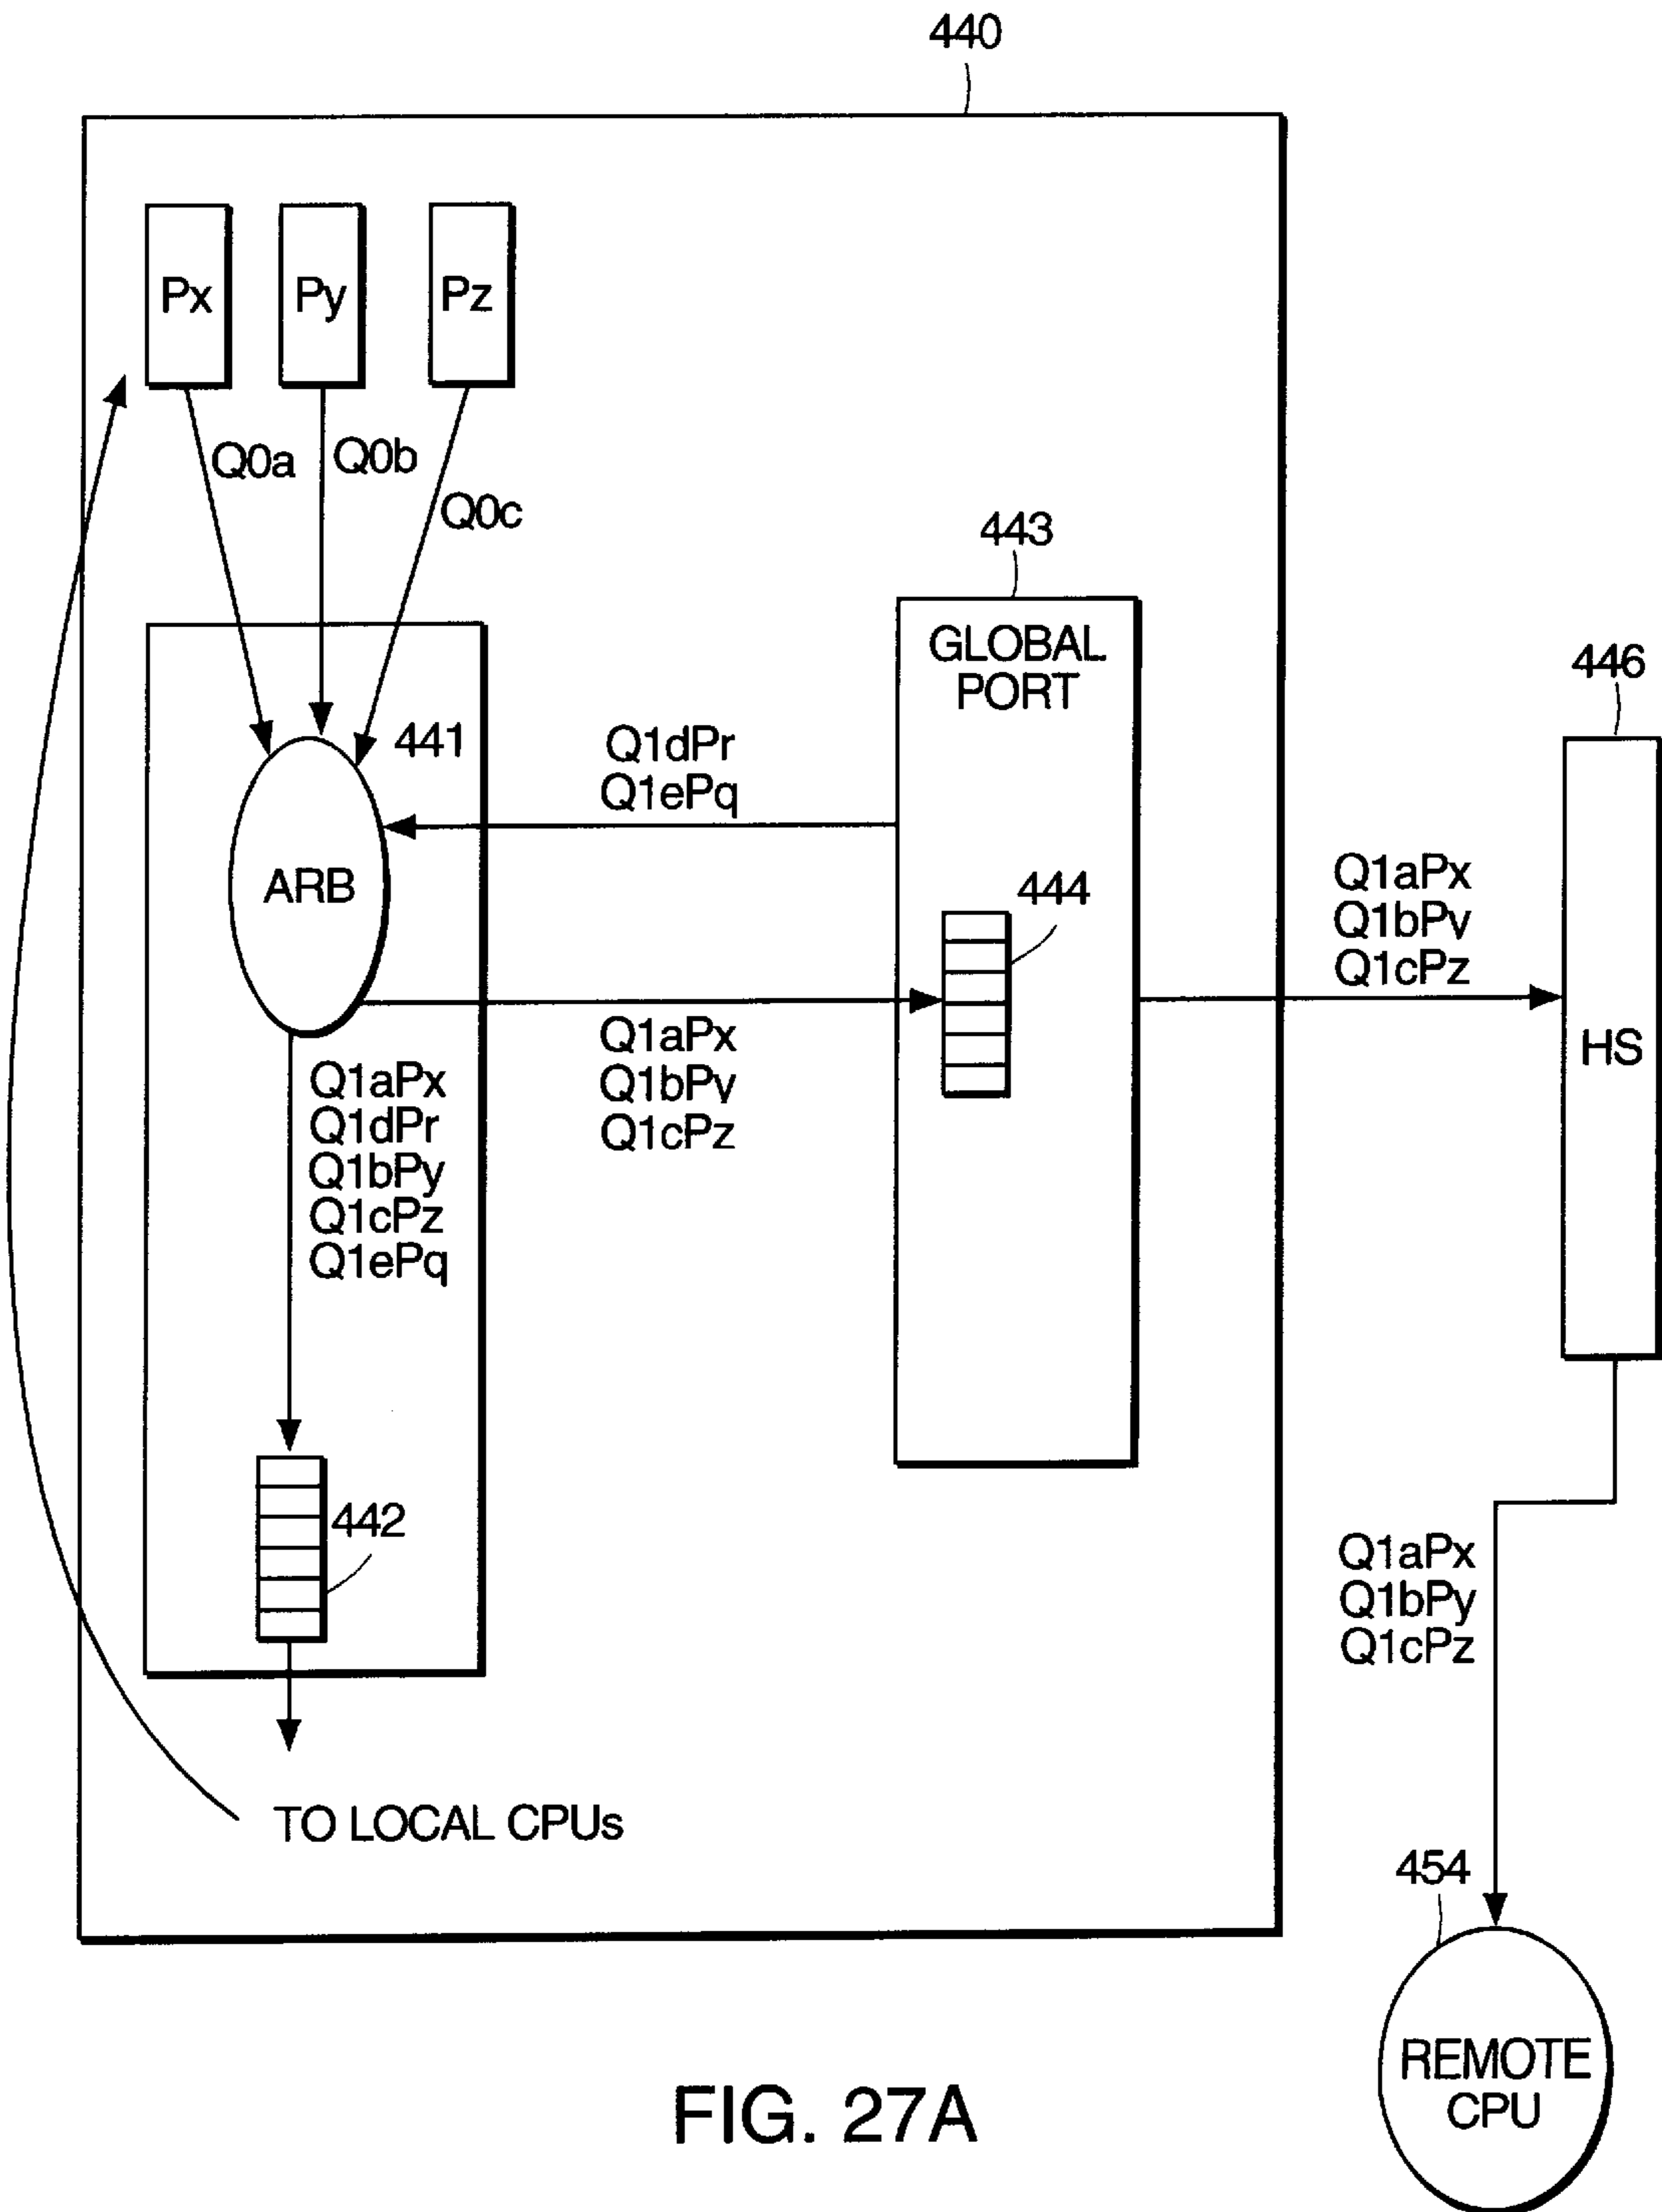 440
Px
Py
Pz
Q0a
Q0b
Q0c
443
GLOBAL
PORT
446
441
Q1dPr
Q1ePq
ARB
444
Q1aPx
Q1bPv
Q1cPz
HS
Q1aPx
Q1bPv
Q1cPz
Q1aPx
Q1dPr
Q1bPy
Q1cPz
Q1ePq
442
Q1aPx
Q1bPy
Q1cPz
TO LOCAL CPUs
454
REMOTE
CPU
FIG. 27A